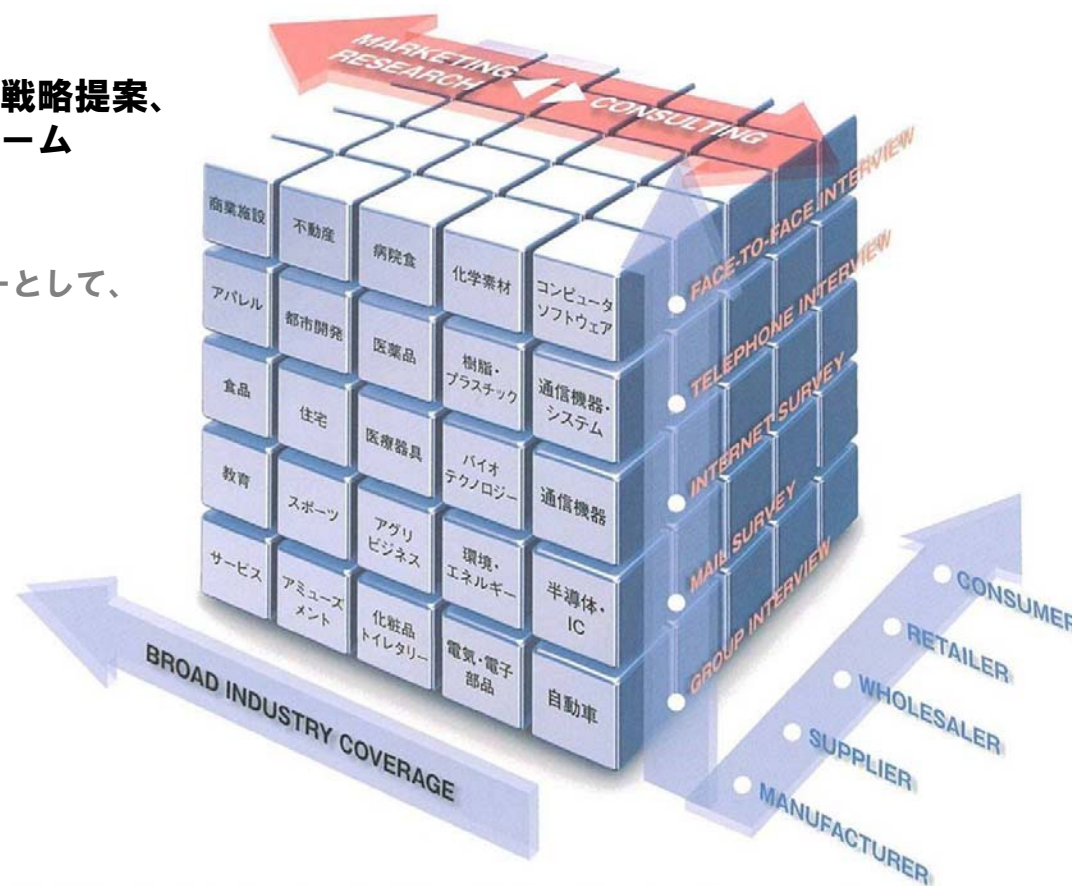 戦略提案、
ーム
ーとして、
MARKETING
RESEARCH
CONSULTING
商業施設
不動産
病院食
化学素材
コンピュータ
ソフトウェア
アパレル
都市開発
医薬品
樹脂・
プラスチック
通信機器・
システム
食品
住宅
医療器具
バイオ
テクノロジー
通信機器
教育
スポーツ
アグリ
ビジネス
環境・
エネルギー
半導体・
IC
サービス
アミューズ
メント
化粧品
トイレタリー
電気・電子
部品
自動車
FACE-TO-FACE INTERVIEW
TELEPHONE INTERVIEW
INTERNET SURVEY
MAIL SURVEY
GROUP INTERVIEW
BROAD INDUSTRY COVERAGE
CONSUMER
RETAILER
WHOLESALER
SUPPLIER
MANUFACTURER